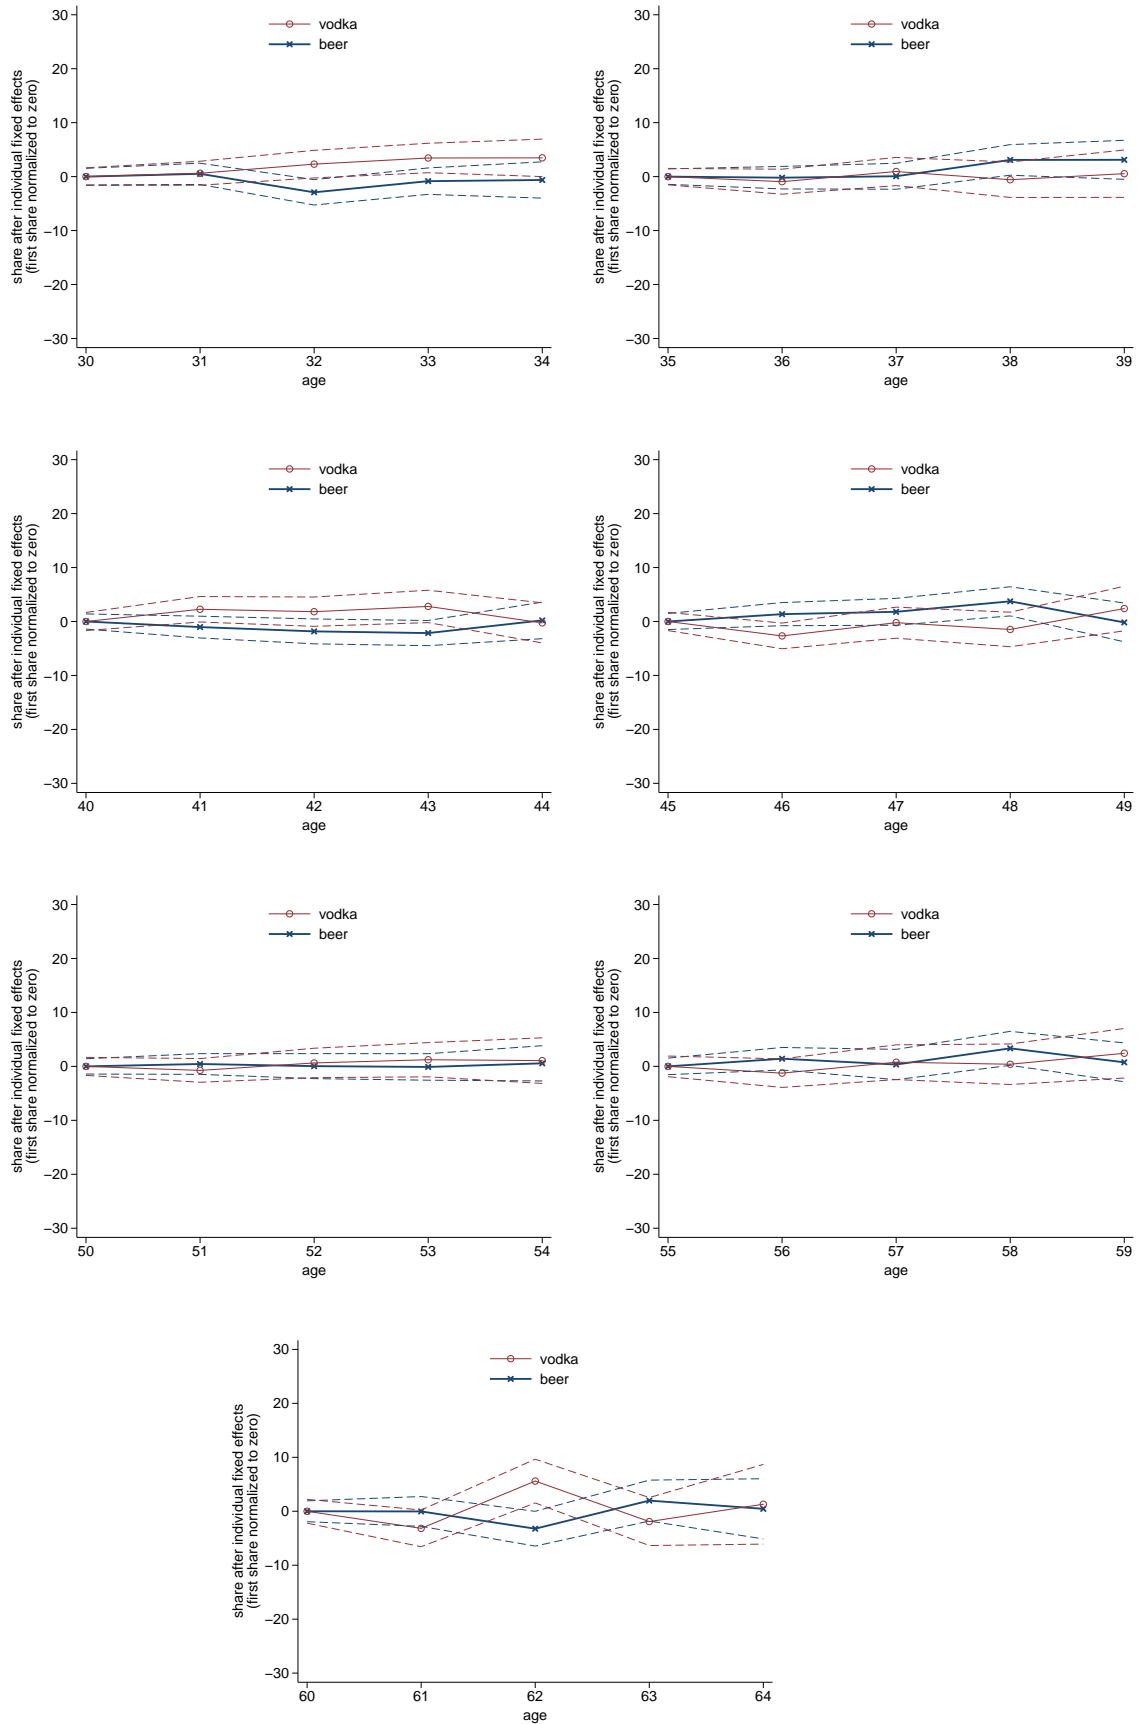 30
20
10
0
−10
−20
−30
share after individual fixed effects
(first share normalized to zero)
vodka
beer
30 31 32 33 34
age
30
20
10
0
−10
−20
−30
share after individual fixed effects
(first share normalized to zero)
vodka
beer
35 36 37 38 39
age
30
20
10
0
−10
−20
−30
share after individual fixed effects
(first share normalized to zero)
vodka
beer
40 41 42 43 44
age
30
20
10
0
−10
−20
−30
share after individual fixed effects
(first share normalized to zero)
vodka
beer
45 46 47 48 49
age
30
20
10
0
−10
−20
−30
share after individual fixed effects
(first share normalized to zero)
vodka
beer
50 51 52 53 54
age
30
20
10
0
−10
−20
−30
share after individual fixed effects
(first share normalized to zero)
vodka
beer
55 56 57 58 59
age
30
20
10
0
−10
−20
−30
share after individual fixed effects
(first share normalized to zero)
vodka
beer
60 61 62 63 64
age